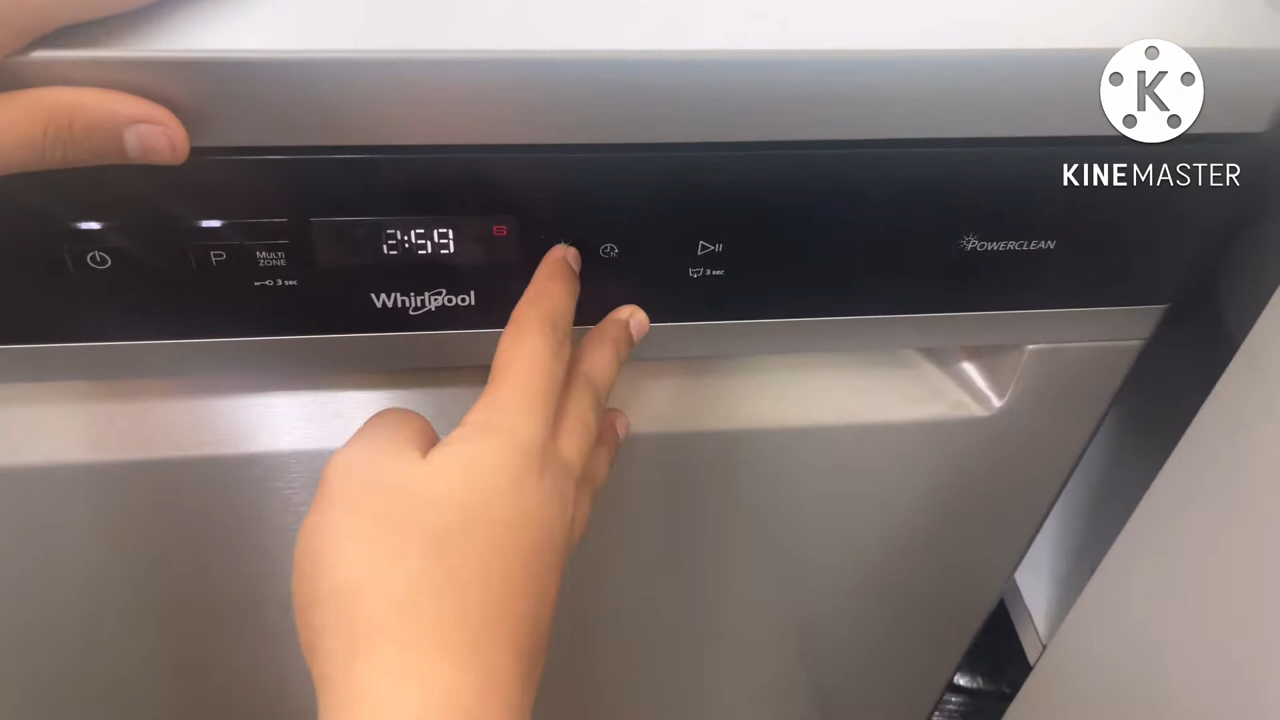 KINEMASTER
2:59 S
P MULTI
ZONE
3 sec
3 sec
Whirlpool
POWERCLEAN